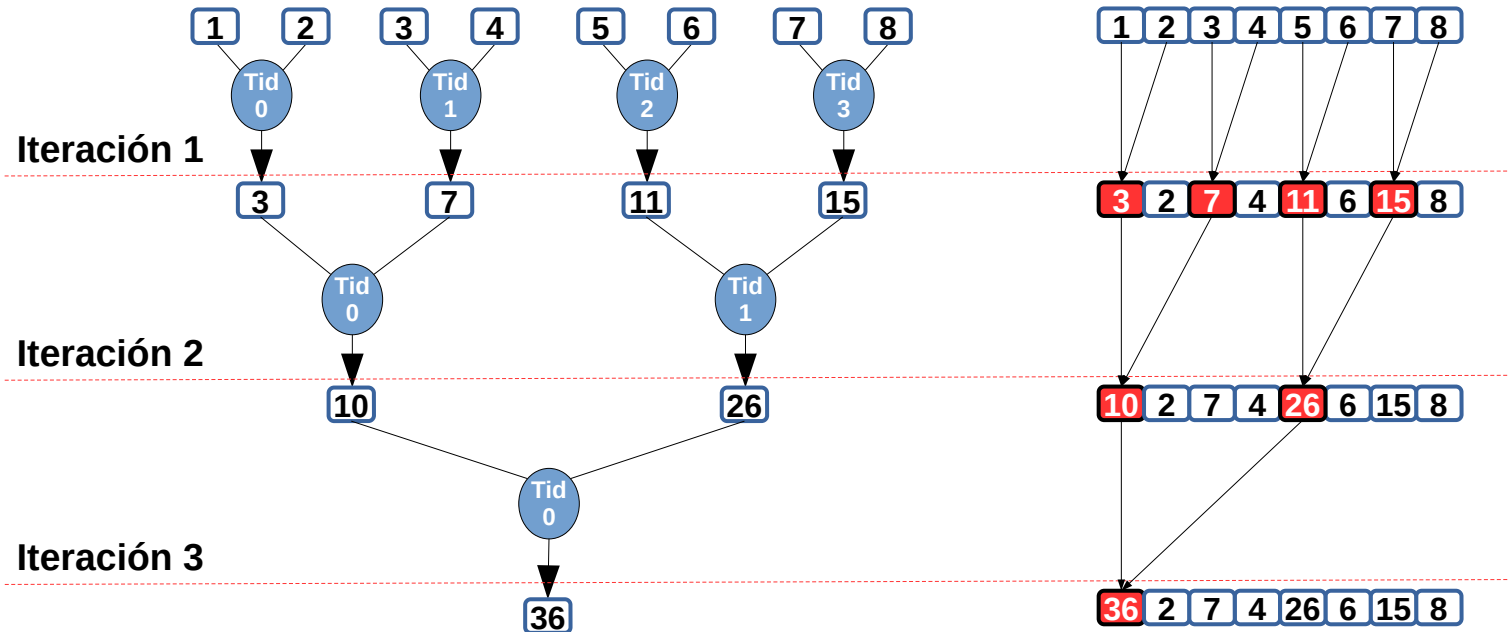 1 2 3 4 5 6 7 8 1 2 3 4 5 6 7 8
Tid Tid Tid Tid
0 1 2 3
Iteración 1
3 7 11 15 3 2 7 4 11 6 15 8
Tid Tid
0 1
Iteración 2
10 26 10 2 7 4 26 6 15 8
Tid
0
Iteración 3
36 36 2 7 4 26 6 15 8